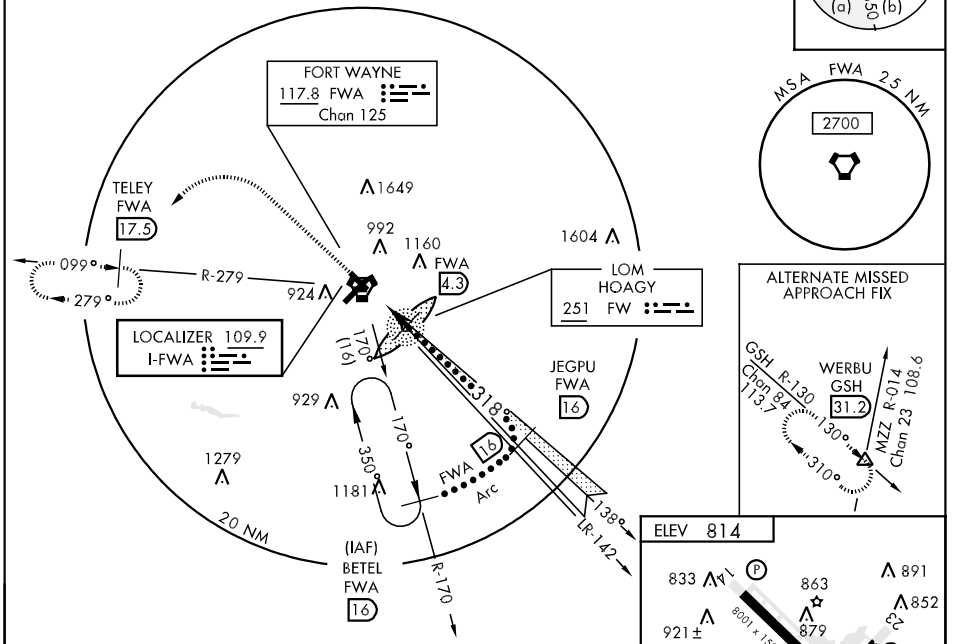 (a) (b)
50
FORT WAYNE
117.8 FWA
Chan 125
MSA FWA 25 NM
2700
TELEY
FWA
17.5
1649
992
1160
FWA
4.3
1604
099°
279°
R-279
924
LOM
HOAGY
251 FW
LOCALIZER 109.9
I-FWA
170°
(16)
929
350°
170°
318°
JEGPU
FWA
16
FWA 16
Arc
1279
1181
20 NM
138°
LR-142
(IAF)
BETEL
FWA
16
R-170
ALTERNATE MISSED
APPROACH FIX
GSH R-130
Chan 84
113.7
WERBU
GSH
31.2
130°
310°
MZZ R-014
Chan 23 108.6
ELEV 814
833
14
P
863
891
852
921±
879
23